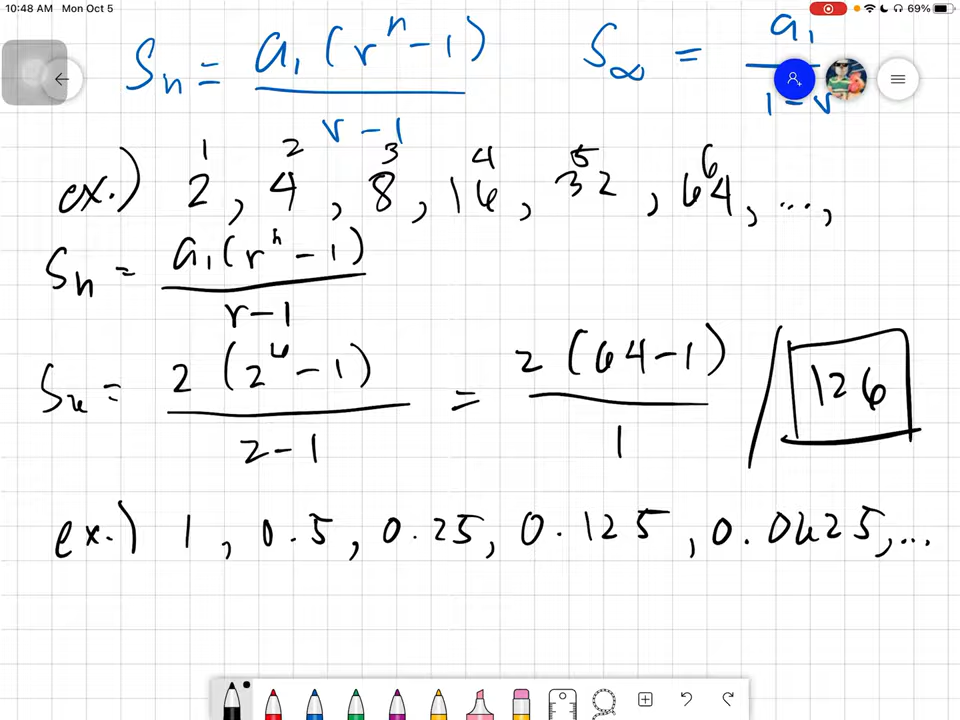 10:48 AM Mon Oct 5 69%
Sn = a1(r^n - 1) / r - 1    S∞ = a1 / 1 - r
1 2 3 4 5 6
ex.) 2, 4, 8, 16, 32, 64, ...,
Sn = a1(r^n - 1) / r - 1
S6 = 2(2^6 - 1) / 2 - 1 = 2(64 - 1) / 1 / 126
ex.) 1, 0.5, 0.25, 0.125, 0.0625, ...